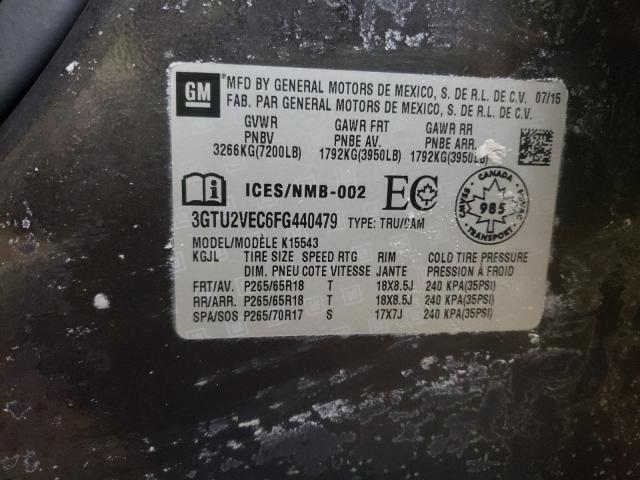 GM
MFD BY GENERAL MOTORS DE MEXICO, S. DE R.L. DE C.V. 07/15
FAB. PAR GENERAL MOTORS DE MEXICO, S. DE R.L. DE C.V.
GVWR GAWR FRT GAWR RR
PNBV PNBE AV. PNBE ARR.
3266KG(7200LB) 1792KG(3950LB) 1792KG(3950LB)
ICES/NMB-002 EC
CANADA
CMVSS NSVAC
985
TRANSPORT
3GTU2VEC6FG440479 TYPE: TRU/CAM
MODEL/MODÈLE K15543
KGJL TIRE SIZE SPEED RTG RIM COLD TIRE PRESSURE
DIM. PNEU COTE VITESSE JANTE PRESSION À FROID
FRT/AV. P265/65R18 T 18X8.5J 240 KPA(35PSI)
RR/ARR. P265/65R18 T 18X8.5J 240 KPA(35PSI)
SPA/SOS P265/70R17 S 17X7J 240 KPA(35PSI)